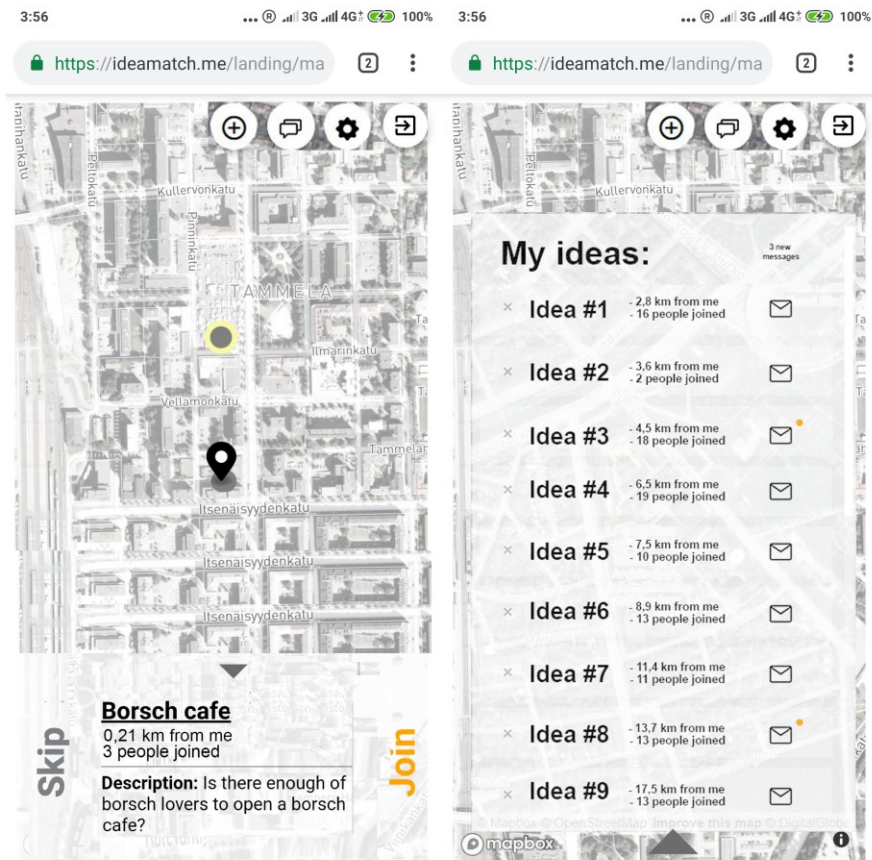 3:56
... R 3G 4G+ 100%
https://ideamatch.me/landing/ma
2
Peltokatu
Kullervonkatu
Pinninkatu
TAMMELA
Ilmarinkatu
Vellamonkatu
Tammelar
Itsenäisyydenkatu
Itsenäisyydenkatu
Itsenäisyydenkatu
Skip
Borsch cafe
0,21 km from me
3 people joined
Description: Is there enough of
borsch lovers to open a borsch
cafe?
Join
3:56
... R 3G 4G+ 100%
https://ideamatch.me/landing/ma
2
Peltokatu
Kullervonkatu
My ideas:
3 new
messages
× Idea #1
- 2,8 km from me
- 16 people joined
× Idea #2
- 3,6 km from me
- 2 people joined
× Idea #3
- 4,5 km from me
- 18 people joined
× Idea #4
- 6,5 km from me
- 19 people joined
× Idea #5
- 7,5 km from me
- 10 people joined
× Idea #6
- 8,9 km from me
- 13 people joined
× Idea #7
- 11,4 km from me
- 11 people joined
× Idea #8
- 13,7 km from me
- 13 people joined
× Idea #9
- 17,5 km from me
- 13 people joined
© Mapbox © OpenStreetMap Improve this map © DigitalGlobe
mapbox